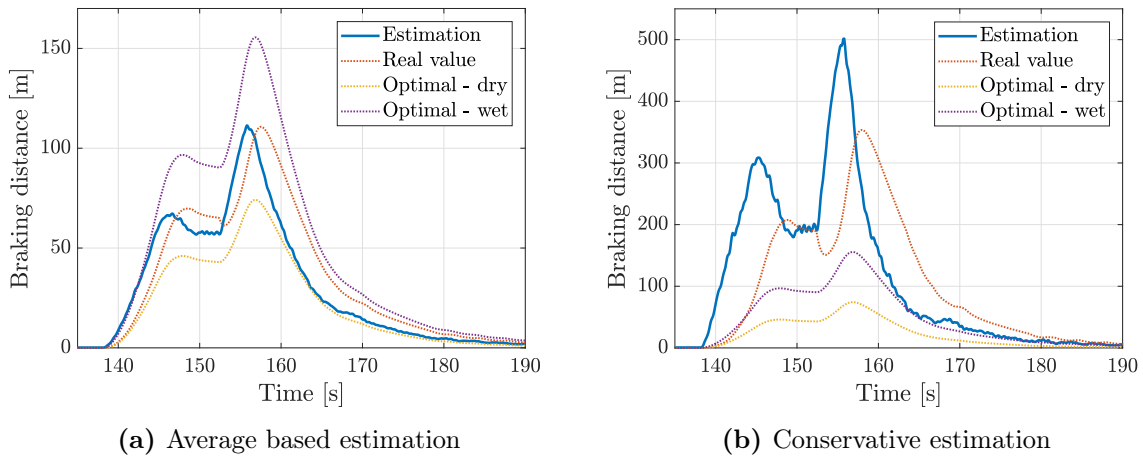 Braking distance [m]
150
100
50
0
140 150 160 170 180 190
Time [s]
Estimation
Real value
Optimal - dry
Optimal - wet
(a) Average based estimation
Braking distance [m]
500
400
300
200
100
0
140 150 160 170 180 190
Time [s]
Estimation
Real value
Optimal - dry
Optimal - wet
(b) Conservative estimation